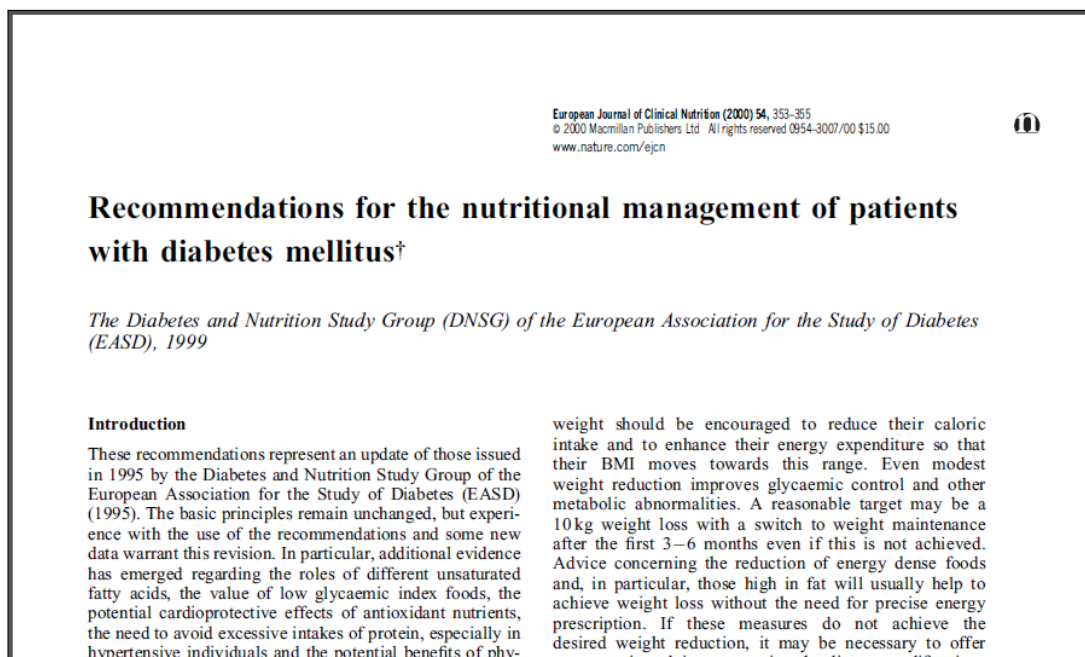 European Journal of Clinical Nutrition (2000) 54, 353–355
© 2000 Macmillan Publishers Ltd All rights reserved 0954–3007/00 $15.00
www.nature.com/ejcn
Recommendations for the nutritional management of patients
with diabetes mellitus†
The Diabetes and Nutrition Study Group (DNSG) of the European Association for the Study of Diabetes
(EASD), 1999
Introduction
These recommendations represent an update of those issued
in 1995 by the Diabetes and Nutrition Study Group of the
European Association for the Study of Diabetes (EASD)
(1995). The basic principles remain unchanged, but experi-
ence with the use of the recommendations and some new
data warrant this revision. In particular, additional evidence
has emerged regarding the roles of different unsaturated
fatty acids, the value of low glycaemic index foods, the
potential cardioprotective effects of antioxidant nutrients,
the need to avoid excessive intakes of protein, especially in
hypertensive individuals and the potential benefits of phy-
weight should be encouraged to reduce their caloric
intake and to enhance their energy expenditure so that
their BMI moves towards this range. Even modest
weight reduction improves glycaemic control and other
metabolic abnormalities. A reasonable target may be a
10 kg weight loss with a switch to weight maintenance
after the first 3–6 months even if this is not achieved.
Advice concerning the reduction of energy dense foods
and, in particular, those high in fat will usually help to
achieve weight loss without the need for precise energy
prescription. If these measures do not achieve the
desired weight reduction, it may be necessary to offer